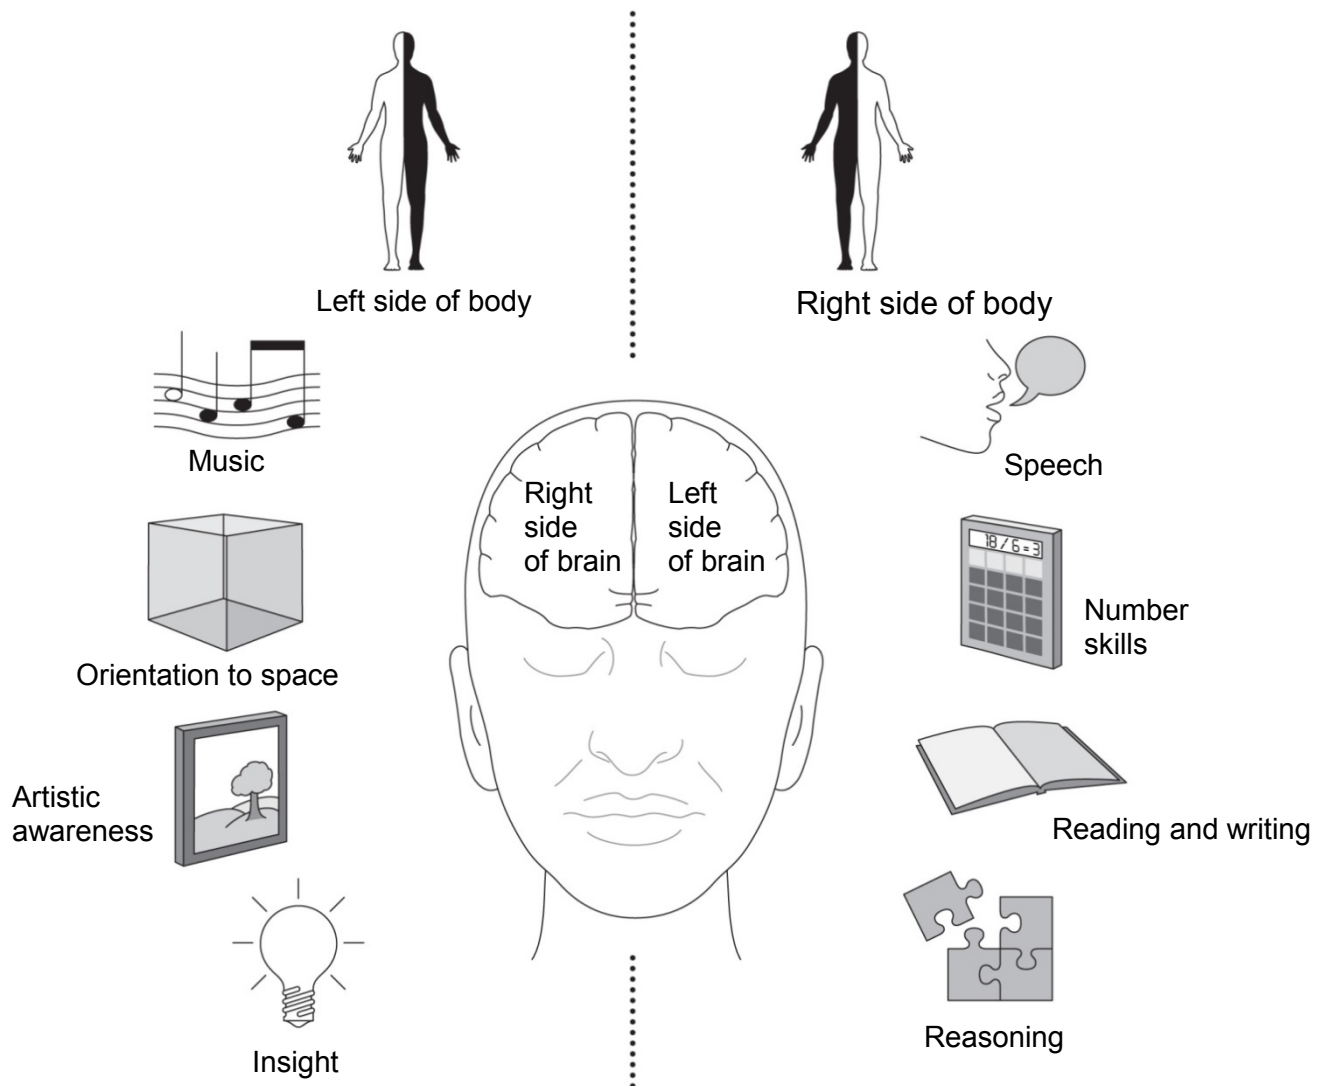 Left side of body
Right side of body
Music
Speech
Right
side
of brain
Left
side
of brain
18/6=3
Number
skills
Orientation to space
Artistic
awareness
Reading and writing
Insight
Reasoning